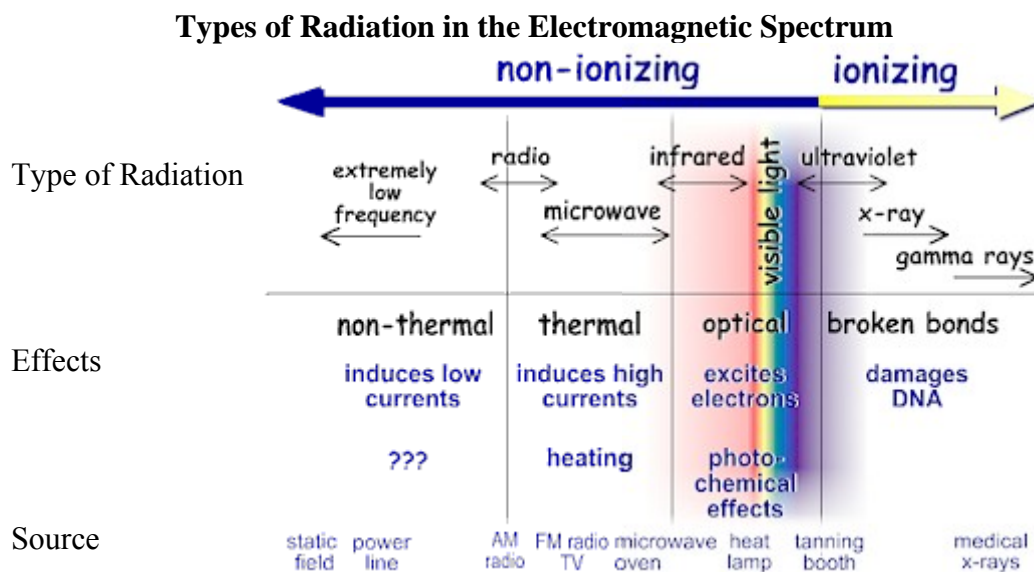 Types of Radiation in the Electromagnetic Spectrum
non-ionizing ionizing
Type of Radiation
extremely
low
frequency
radio
microwave
infrared
visible light
ultraviolet
x-ray
gamma rays
Effects
non-thermal thermal optical broken bonds
induces low
currents
induces high
currents
excites
electrons
damages
DNA
???
heating
photo-
chemical
effects
Source
static
field
power
line
AM
radio
FM radio
TV
microwave
oven
heat
lamp
tanning
booth
medical
x-rays